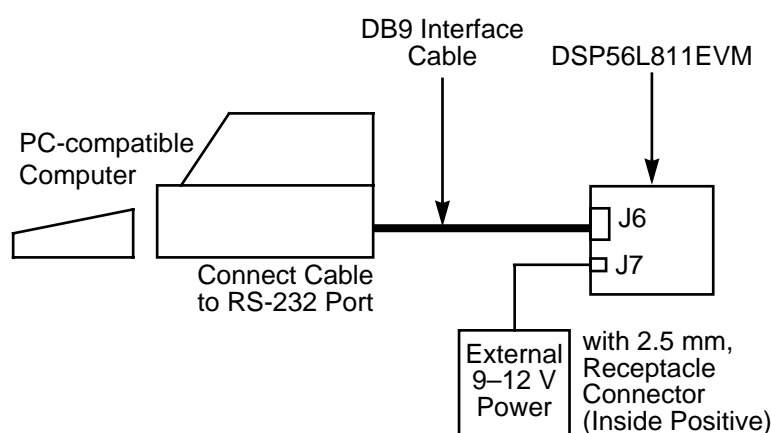 DB9 Interface
Cable
DSP56L811EVM
PC-compatible
Computer
J6
J7
Connect Cable
to RS-232 Port
External
9–12 V
Power
with 2.5 mm,
Receptacle
Connector
(Inside Positive)